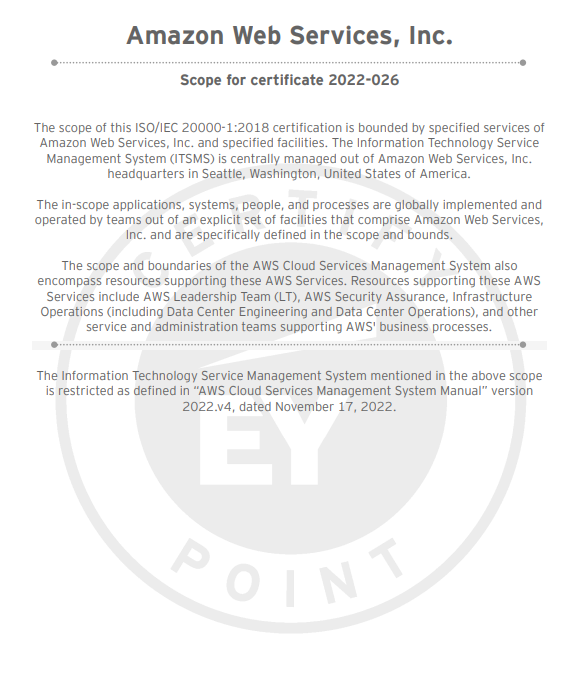 Amazon Web Services, Inc.
Scope for certificate 2022-026
The scope of this ISO/IEC 20000-1:2018 certification is bounded by specified services of
Amazon Web Services, Inc. and specified facilities. The Information Technology Service
Management System (ITSMS) is centrally managed out of Amazon Web Services, Inc.
headquarters in Seattle, Washington, United States of America.
The in-scope applications, systems, people, and processes are globally implemented and
operated by teams out of an explicit set of facilities that comprise Amazon Web Services,
Inc. and are specifically defined in the scope and bounds.
The scope and boundaries of the AWS Cloud Services Management System also
encompass resources supporting these AWS Services. Resources supporting these AWS
Services include AWS Leadership Team (LT), AWS Security Assurance, Infrastructure
Operations (including Data Center Engineering and Data Center Operations), and other
service and administration teams supporting AWS' business processes.
The Information Technology Service Management System mentioned in the above scope
is restricted as defined in “AWS Cloud Services Management System Manual” version
2022.v4, dated November 17, 2022.
CERTIFY
EY
POINT